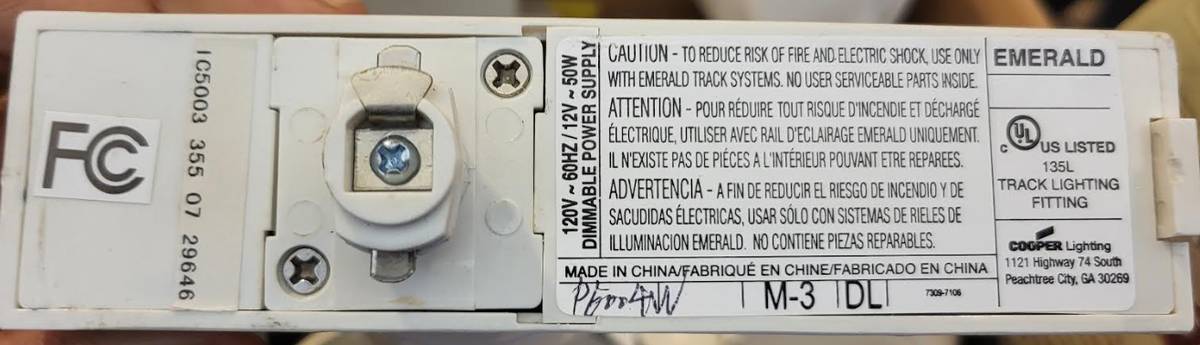 FC
IC5003 355 07 29646
120V ~ 60HZ / 12V ~ 50W
DIMMABLE POWER SUPPLY
CAUTION - TO REDUCE RISK OF FIRE AND ELECTRIC SHOCK, USE ONLY
WITH EMERALD TRACK SYSTEMS. NO USER SERVICEABLE PARTS INSIDE.
ATTENTION - POUR RÉDUIRE TOUT RISQUE D'INCENDIE ET DÉCHARGÉ
ÉLECTRIQUE, UTILISER AVEC RAIL D'ECLAIRAGE EMERALD UNIQUEMENT.
IL N'EXISTE PAS DE PIÉCES A L'INTÉRIEUR POUVANT ETRE REPAREES.
ADVERTENCIA - A FIN DE REDUCIR EL RIESGO DE INCENDIO Y DE
SACUDIDAS ÉLECTRICAS, USAR SÓLO CON SISTEMAS DE RIELES DE
ILLUMINACION EMERALD. NO CONTIENE PIEZAS REPARABLES.
MADE IN CHINA/FABRIQUÉ EN CHINE/FABRICADO EN CHINA
M-3 DL 7309-7106
EMERALD
c UL US LISTED
135L
TRACK LIGHTING
FITTING
COOPER Lighting
1121 Highway 74 South
Peachtree City, GA 30269